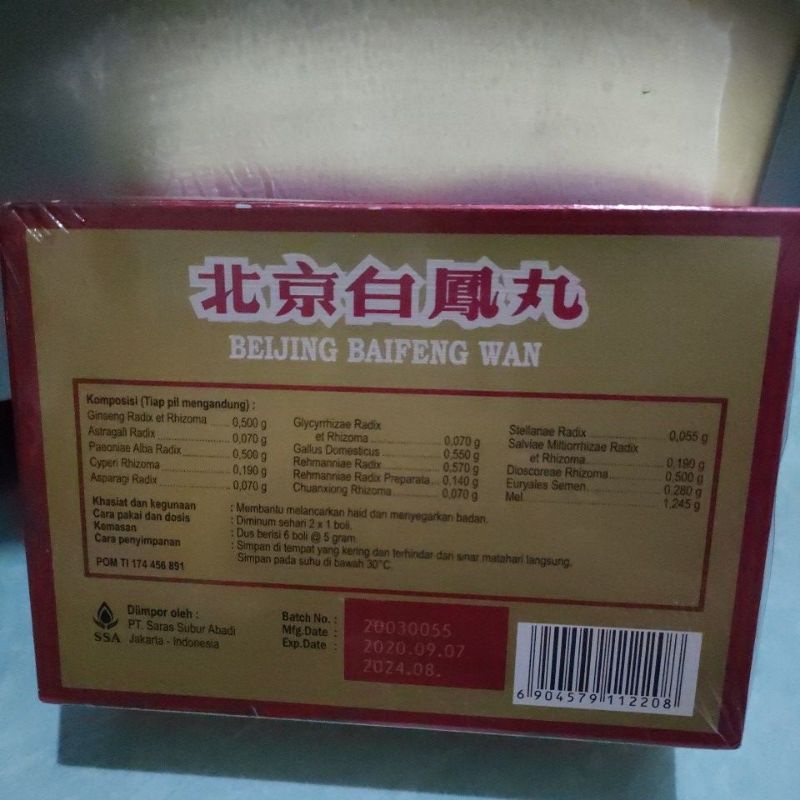 北京白鳳丸
BEIJING BAIFENG WAN
Komposisi (Tiap pil mengandung) :
Ginseng Radix et Rhizoma ..... 0,500 g
Astragali Radix ..... 0,070 g
Paeoniae Alba Radix ..... 0,500 g
Cyperi Rhizoma ..... 0,190 g
Asparagi Radix ..... 0,070 g
Glycyrrhizae Radix
et Rhizoma ..... 0,070 g
Gallus Domesticus ..... 0,550 g
Rehmanniae Radix ..... 0,570 g
Rehmanniae Radix Preparata ... 0,140 g
Chuanxiong Rhizoma ..... 0,070 g
Stellariae Radix ..... 0,055 g
Salviae Miltiorrhizae Radix
et Rhizoma ..... 0,190 g
Dioscoreae Rhizoma ..... 0,500 g
Euryales Semen ..... 0,280 g
Mel ..... 1,245 g
Khasiat dan kegunaan : Membantu melancarkan haid dan menyegarkan badan.
Cara pakai dan dosis : Diminum sehari 2 x 1 boli.
Kemasan : Dus berisi 6 boli @ 5 gram.
Cara penyimpanan : Simpan di tempat yang kering dan terhindar dari sinar matahari langsung.
Simpan pada suhu di bawah 30°C.
POM TI 174 456 891
SSA
Diimpor oleh :
PT. Saras Subur Abadi
Jakarta - Indonesia
Batch No. : 20030055
Mfg.Date : 2020.09.07
Exp.Date : 2024.08.
6 904579 112208